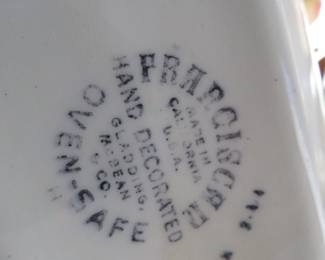 FRANCISCAN
MADE IN
CALIFORNIA
U.S.A.
HAND DECORATED
GLADDING,
McBEAN
& CO.
OVEN-SAFE